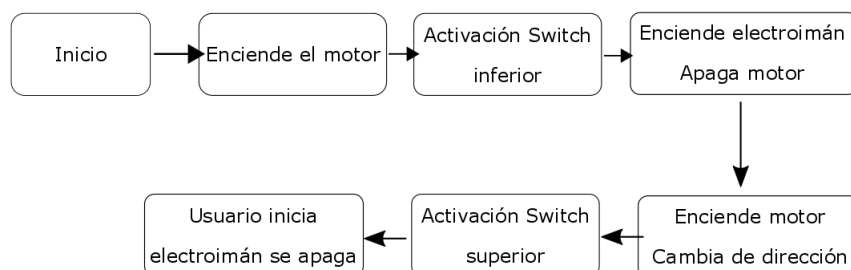 Inicio
Enciende el motor
Activación Switch
inferior
Enciende electroimán
Apaga motor
Enciende motor
Cambia de dirección
Activación Switch
superior
Usuario inicia
electroimán se apaga